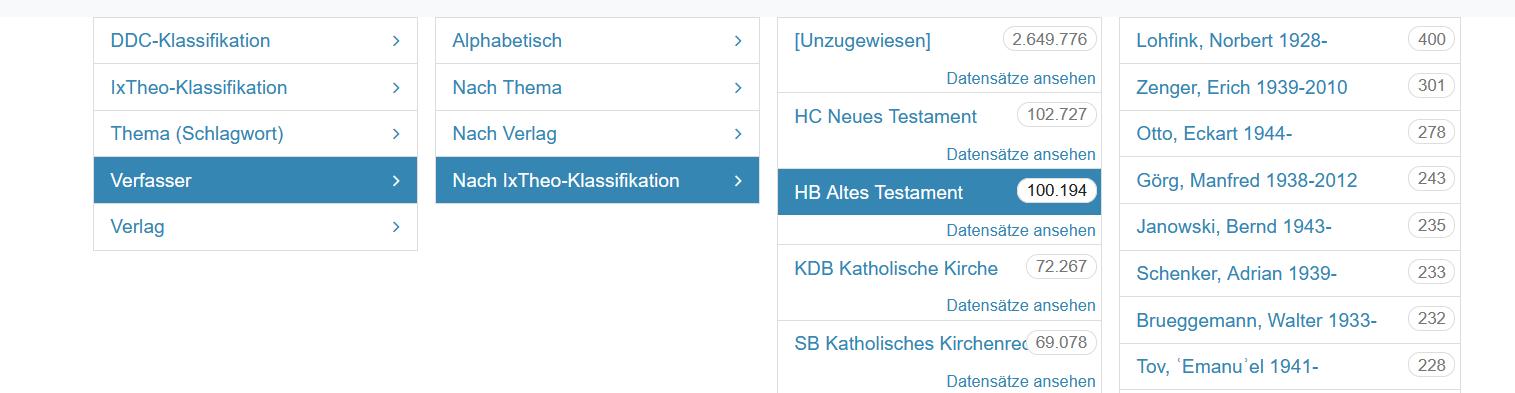 DDC-Klassifikation
IxTheo-Klassifikation
Thema (Schlagwort)
Verfasser
Verlag
Alphabetisch
Nach Thema
Nach Verlag
Nach IxTheo-Klassifikation
[Unzugewiesen] 2.649.776
Datensätze ansehen
HC Neues Testament 102.727
Datensätze ansehen
HB Altes Testament 100.194
Datensätze ansehen
KDB Katholische Kirche 72.267
Datensätze ansehen
SB Katholisches Kirchenrec 69.078
Datensätze ansehen
Lohfink, Norbert 1928- 400
Zenger, Erich 1939-2010 301
Otto, Eckart 1944- 278
Görg, Manfred 1938-2012 243
Janowski, Bernd 1943- 235
Schenker, Adrian 1939- 233
Brueggemann, Walter 1933- 232
Tov, ʿEmanuʾel 1941- 228